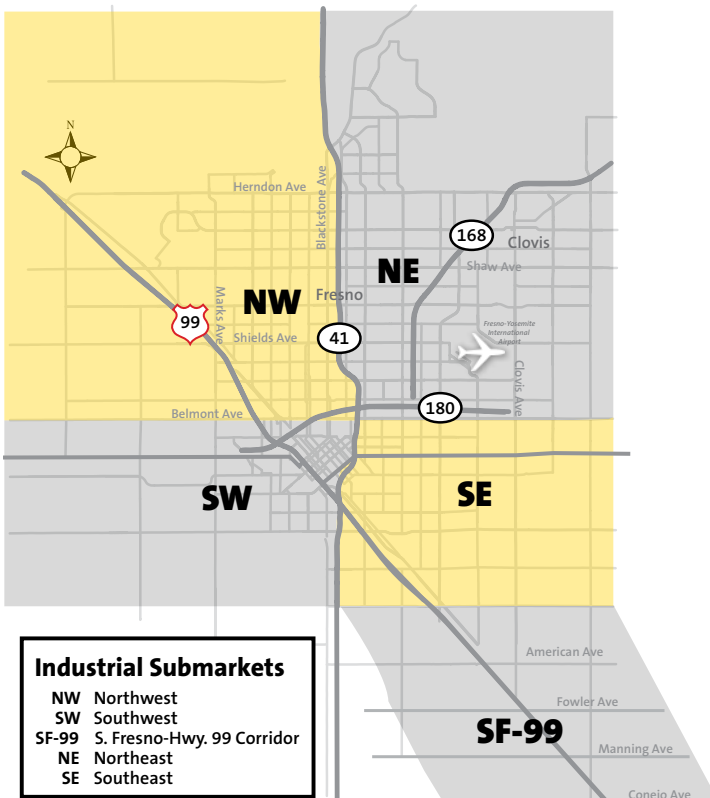 N
Herndon Ave
Blackstone Ave
168
Clovis
Shaw Ave
NE
NW
Fresno
Marks Ave
99
Shields Ave
41
Fresno-Yosemite
International
Airport
Clovis Ave
Belmont Ave
180
SW
SE
American Ave
Fowler Ave
SF-99
Manning Ave
Conejo Ave
Industrial Submarkets
NW Northwest
SW Southwest
SF-99 S. Fresno-Hwy. 99 Corridor
NE Northeast
SE Southeast